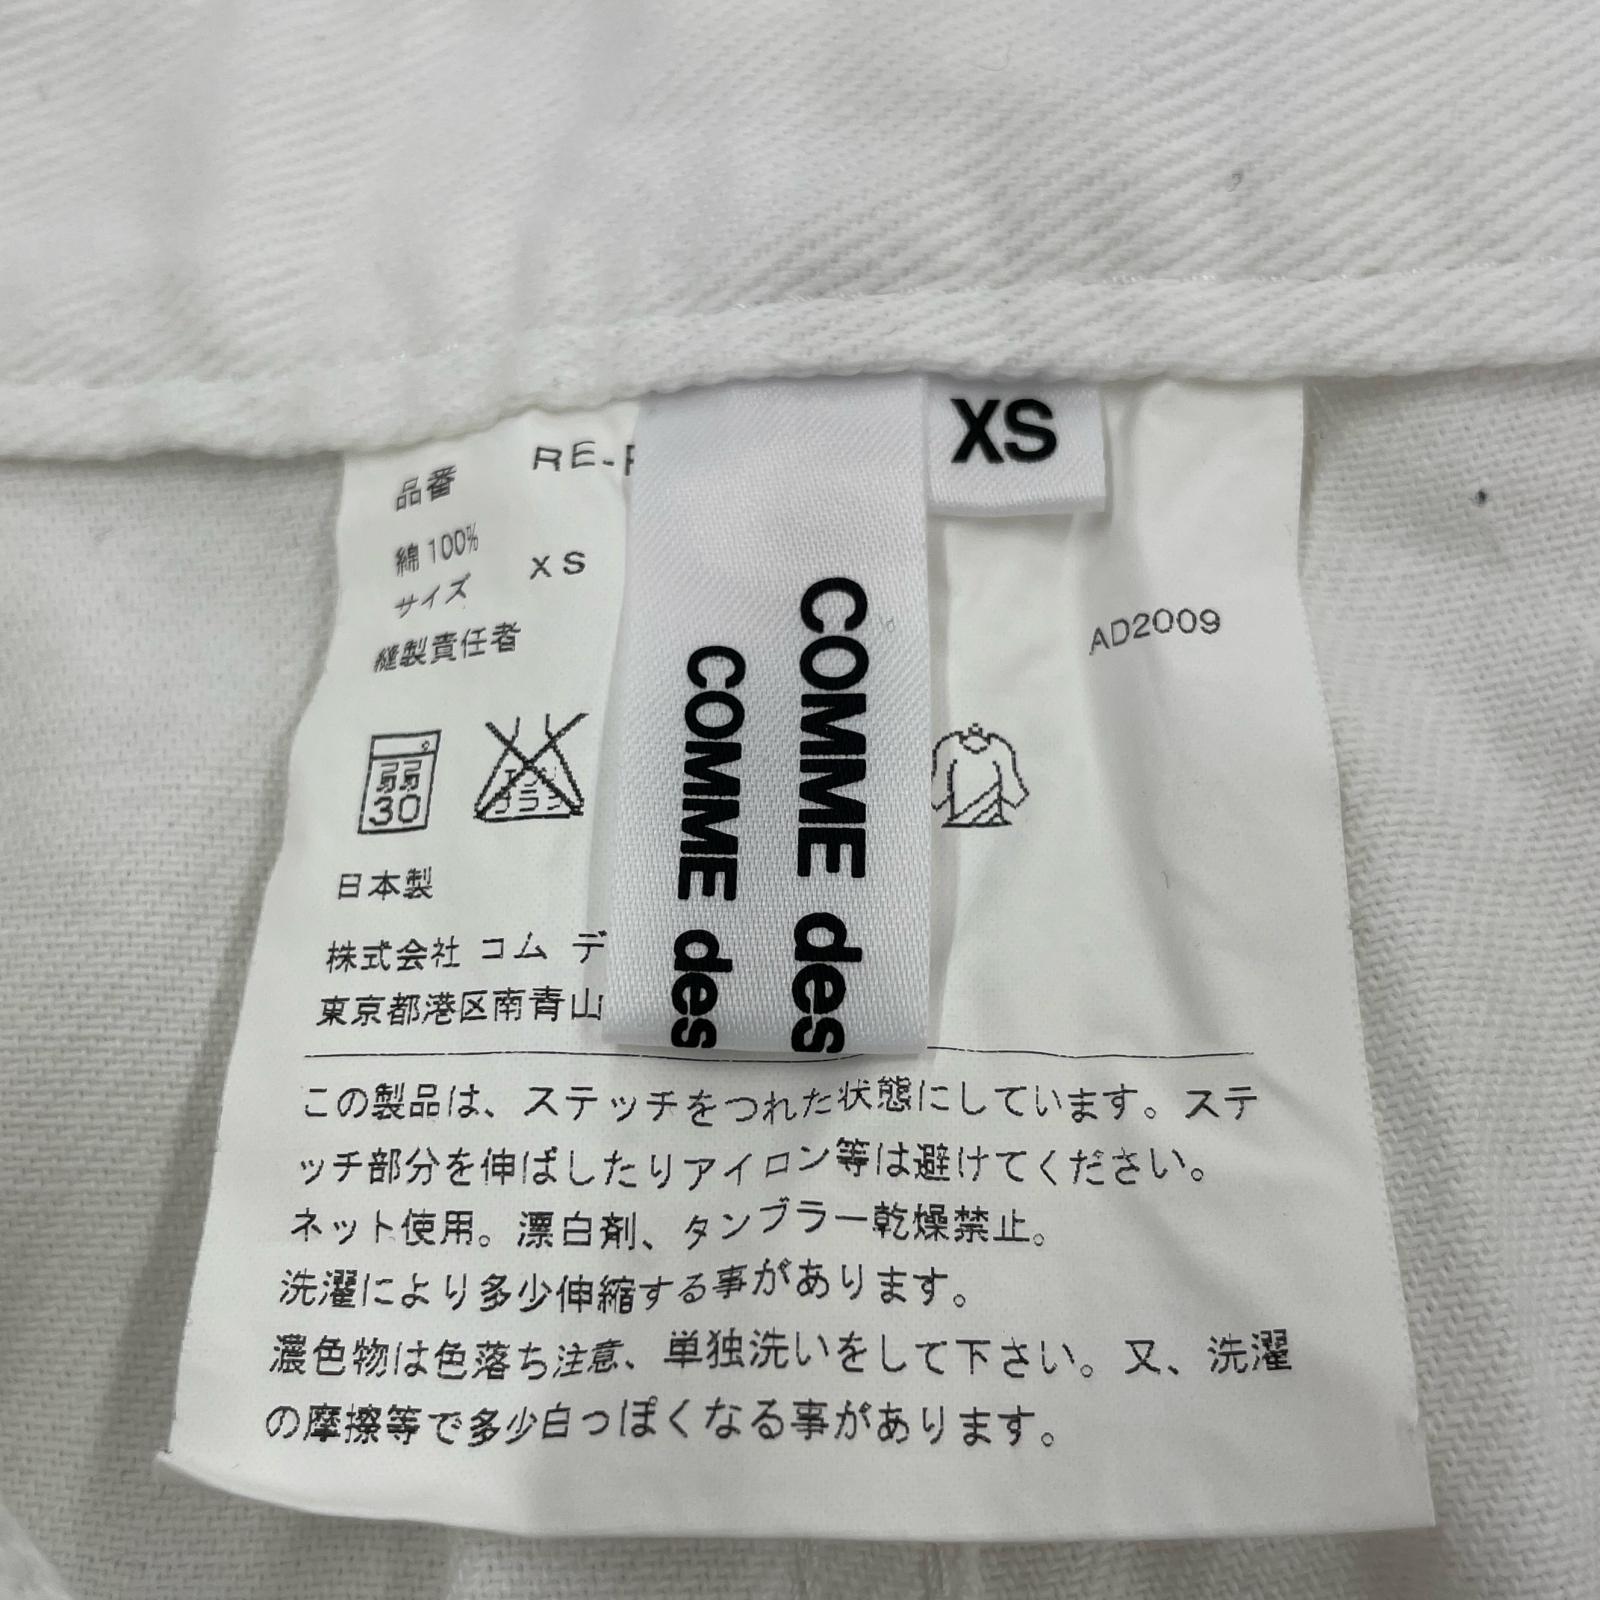 XS
品番 RE-
綿100%
サイズ XS
縫製責任者
AD2009
COMME des
COMME des
弱
30
日本製
株式会社 コム デ
東京都港区南青山
この製品は、ステッチをつれた状態にしています。ステ
ッチ部分を伸ばしたりアイロン等は避けてください。
ネット使用。漂白剤、タンブラー乾燥禁止。
洗濯により多少伸縮する事があります。
濃色物は色落ち注意、単独洗いをして下さい。又、洗濯
の摩擦等で多少白っぽくなる事があります。